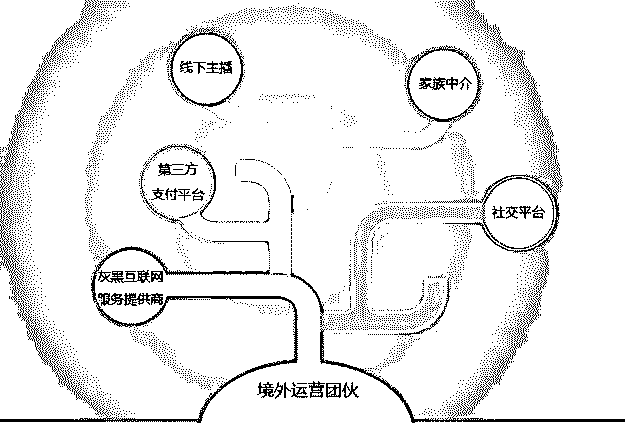 线下主播
家族中介
第三方
支付平台
社交平台
灰黑互联网
服务提供商
境外运营团伙